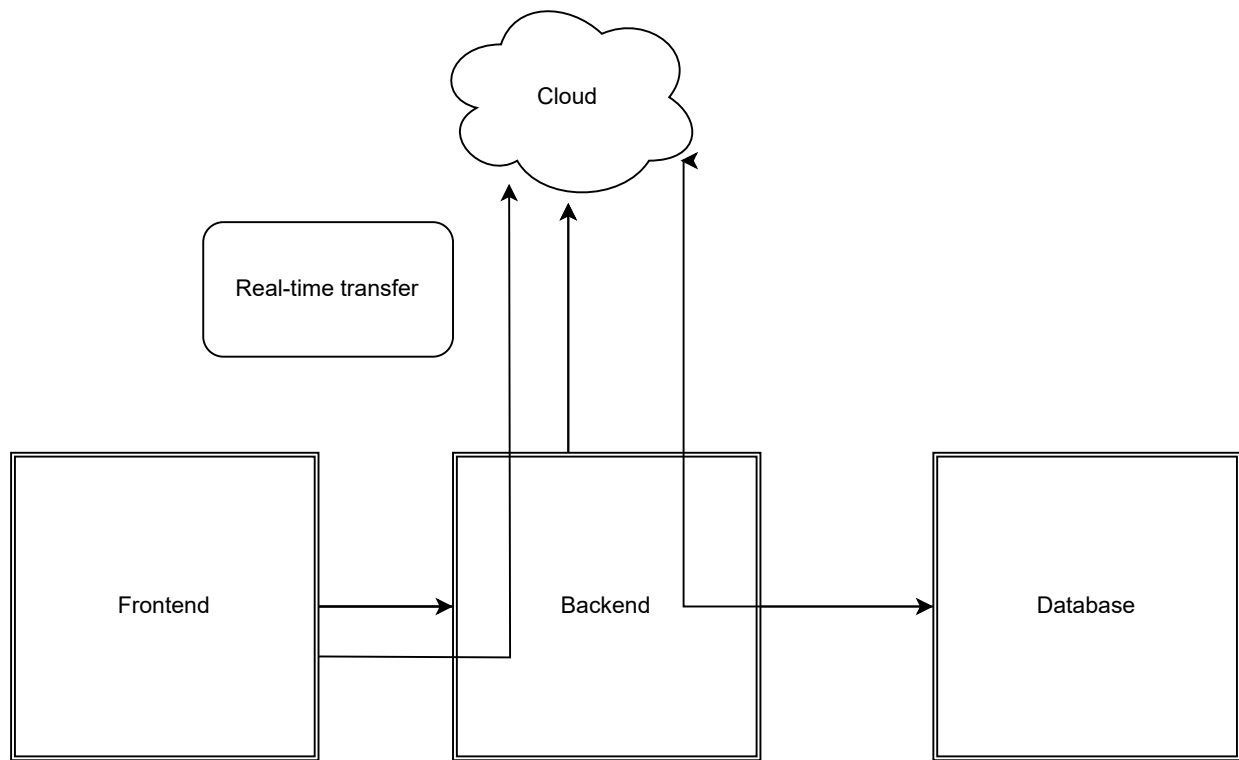 Cloud
Real-time transfer
Frontend
Backend
Database